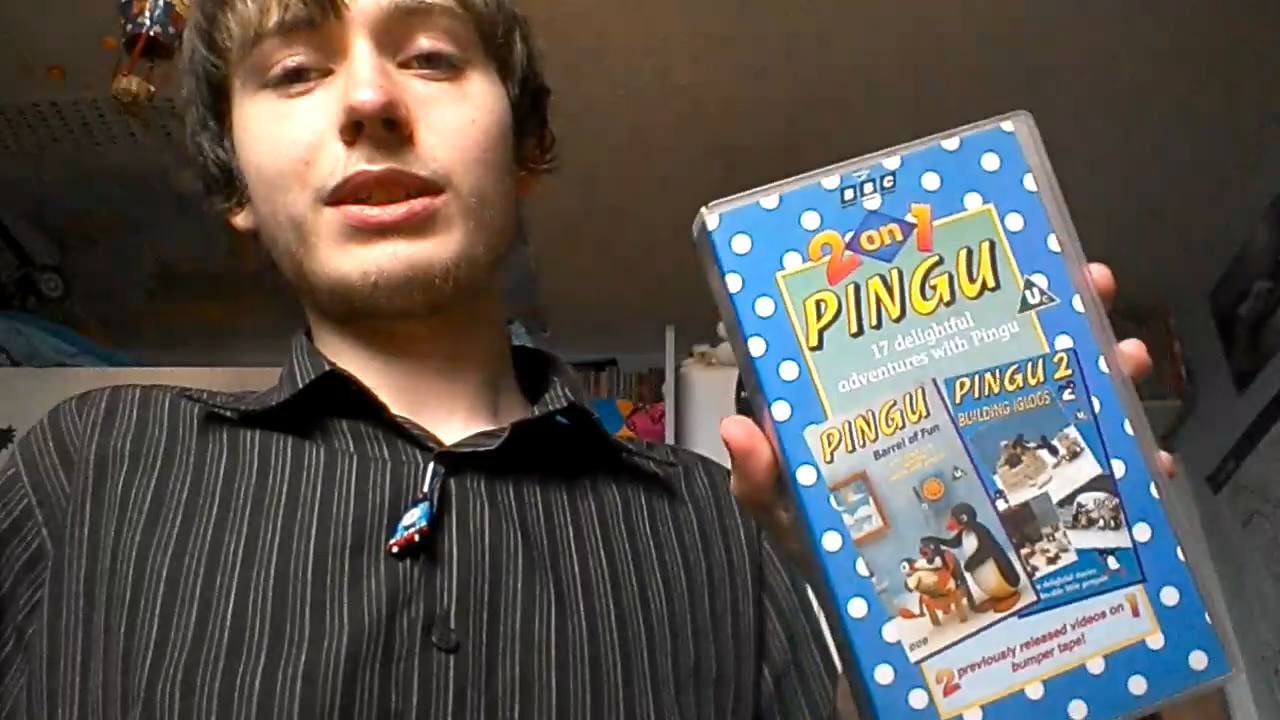 BBC
2 on 1
PINGU
Uc
17 delightful
adventures with Pingu
PINGU
Barrel of Fun
PINGU 2
BUILDING IGLOOS
2 previously released videos on 1
bumper tape!